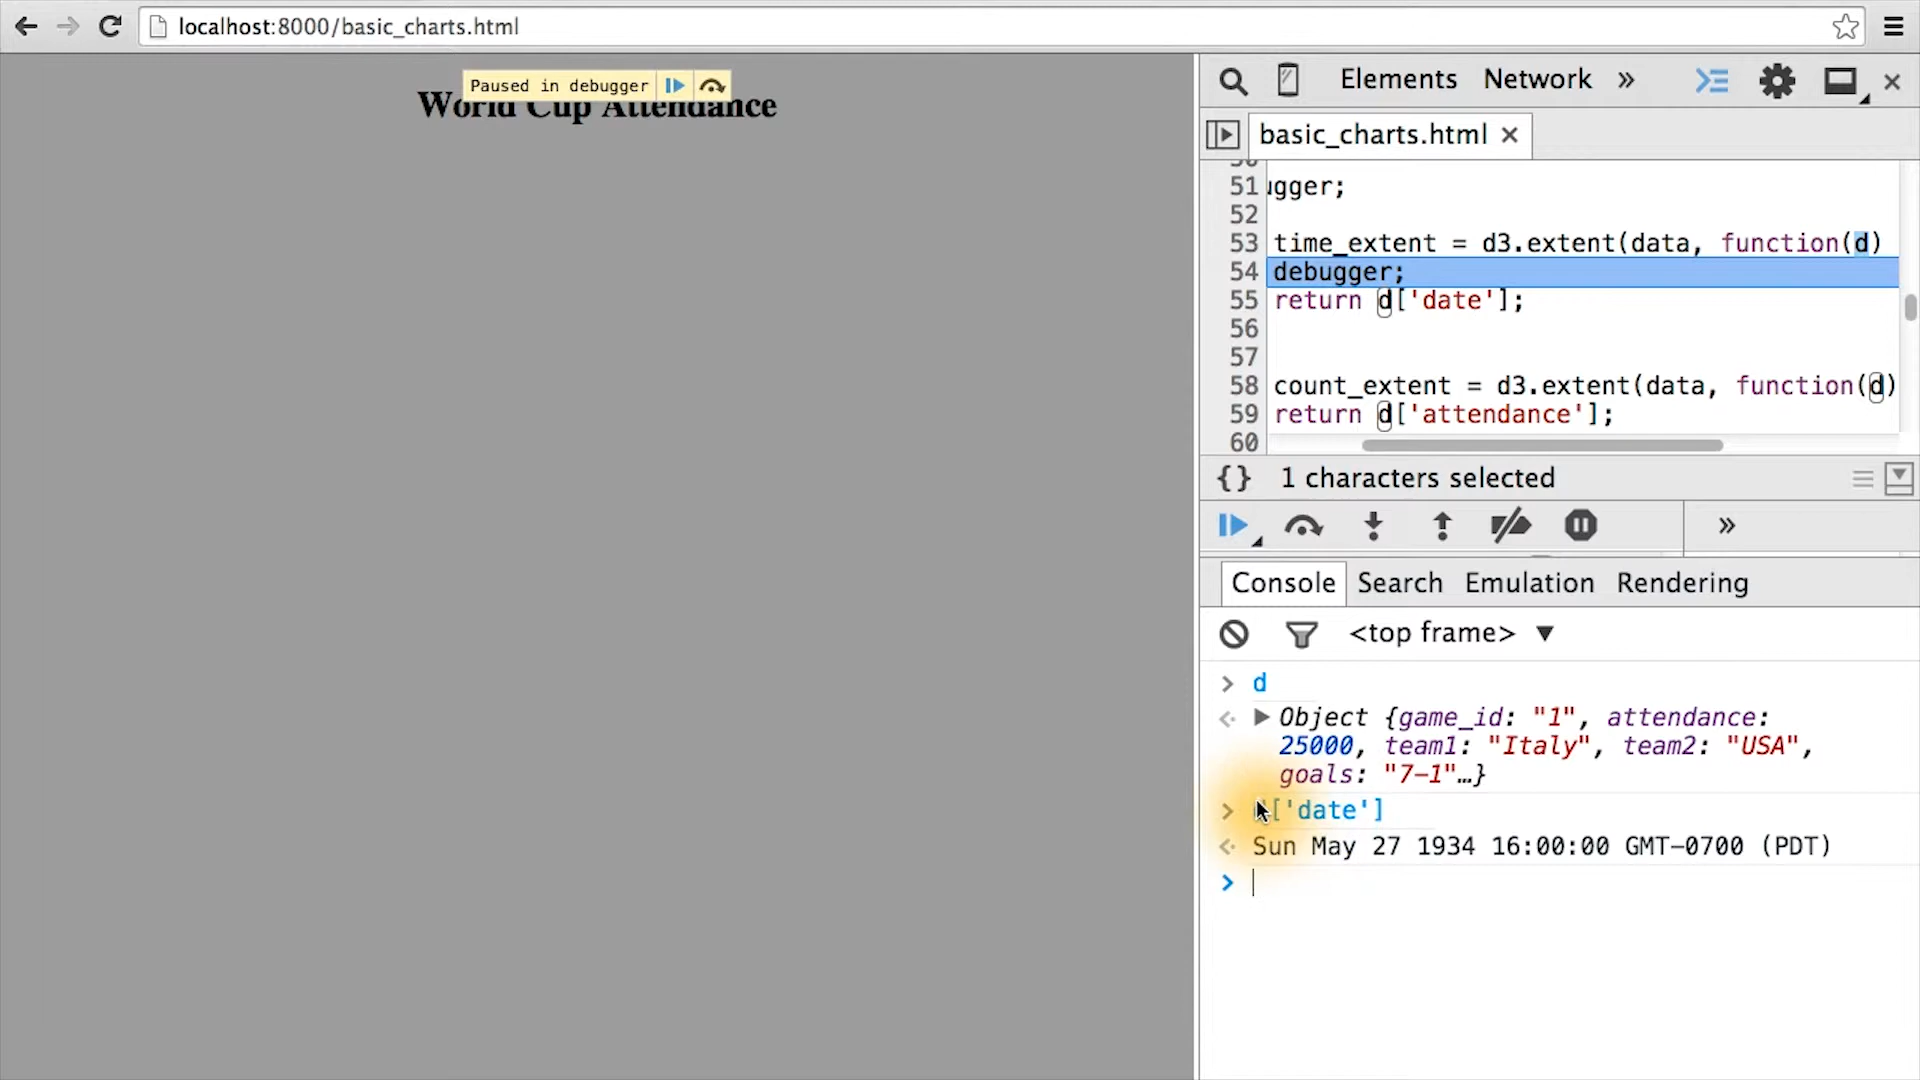 localhost:8000/basic_charts.html
Paused in debugger
World Cup Attendance
Elements Network »
basic_charts.html ×
50
51 ugger;
52
53 time_extent = d3.extent(data, function(d)
54 debugger;
55 return d['date'];
56
57
58 count_extent = d3.extent(data, function(d)
59 return d['attendance'];
60
{} 1 characters selected
»
Console Search Emulation Rendering
<top frame> ▼
> d
Object {game_id: "1", attendance:
25000, team1: "Italy", team2: "USA",
goals: "7–1"…}
> ['date']
Sun May 27 1934 16:00:00 GMT-0700 (PDT)
>